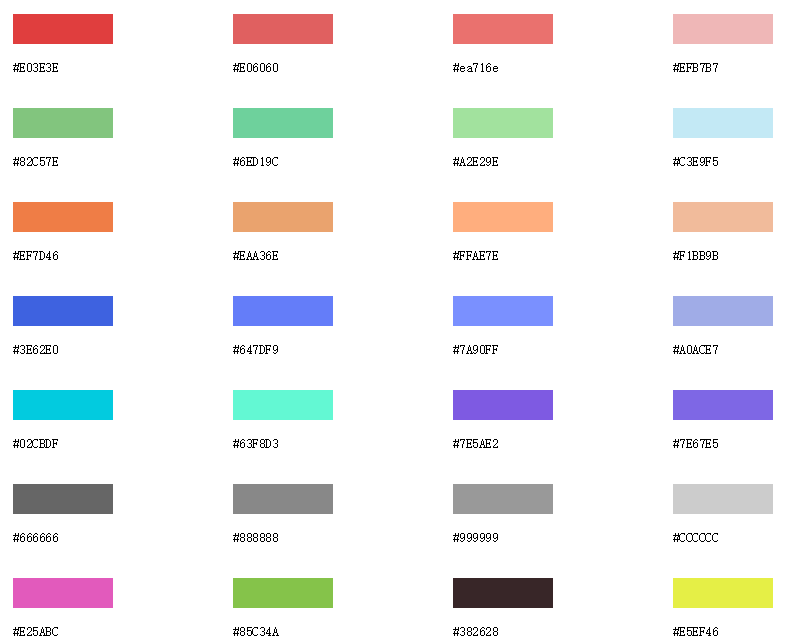 #E03E3E #E06060 #ea716e #EFB7B7
#82C57E #6ED19C #A2E29E #C3E9F5
#EF7D46 #EAA36E #FFAE7E #F1BB9B
#3E62E0 #647DF9 #7A90FF #A0ACE7
#02CBDF #63F8D3 #7E5AE2 #7E67E5
#666666 #888888 #999999 #CCCCCC
#E25ABC #85C34A #382628 #E5EF46